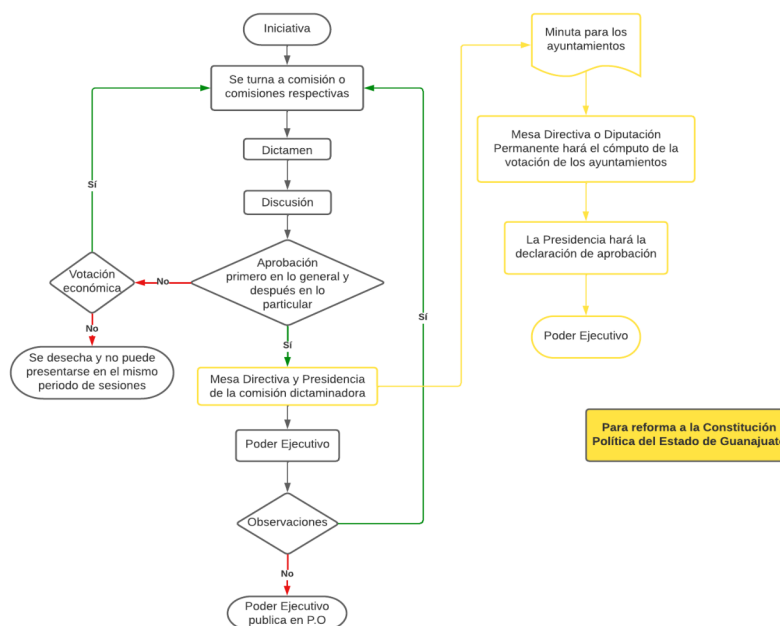 Iniciativa
Se turna a comisión o
comisiones respectivas
Dictamen
Discusión
Aprobación
primero en lo general y
después en lo
particular
No
Votación
económica
Sí
No
Se desecha y no puede
presentarse en el mismo
periodo de sesiones
Sí
Mesa Directiva y Presidencia
de la comisión dictaminadora
Poder Ejecutivo
Observaciones
Sí
No
Poder Ejecutivo
publica en P.O
Minuta para los
ayuntamientos
Mesa Directiva o Diputación
Permanente hará el cómputo de la
votación de los ayuntamientos
La Presidencia hará la
declaración de aprobación
Poder Ejecutivo
Para reforma a la Constitución
Política del Estado de Guanajuato